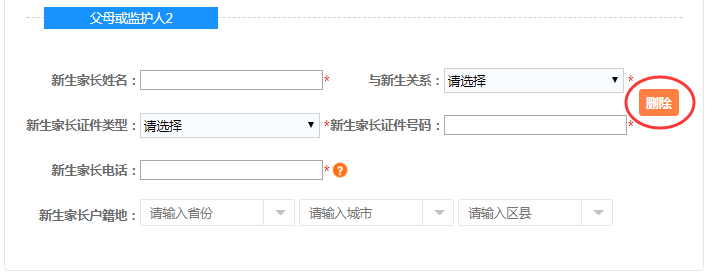 父母或监护人2
新生家长姓名： * 与新生关系： 请选择 *
删除
新生家长证件类型： 请选择 * 新生家长证件号码： *
新生家长电话： * ?
新生家长户籍地： 请输入省份 请输入城市 请输入区县